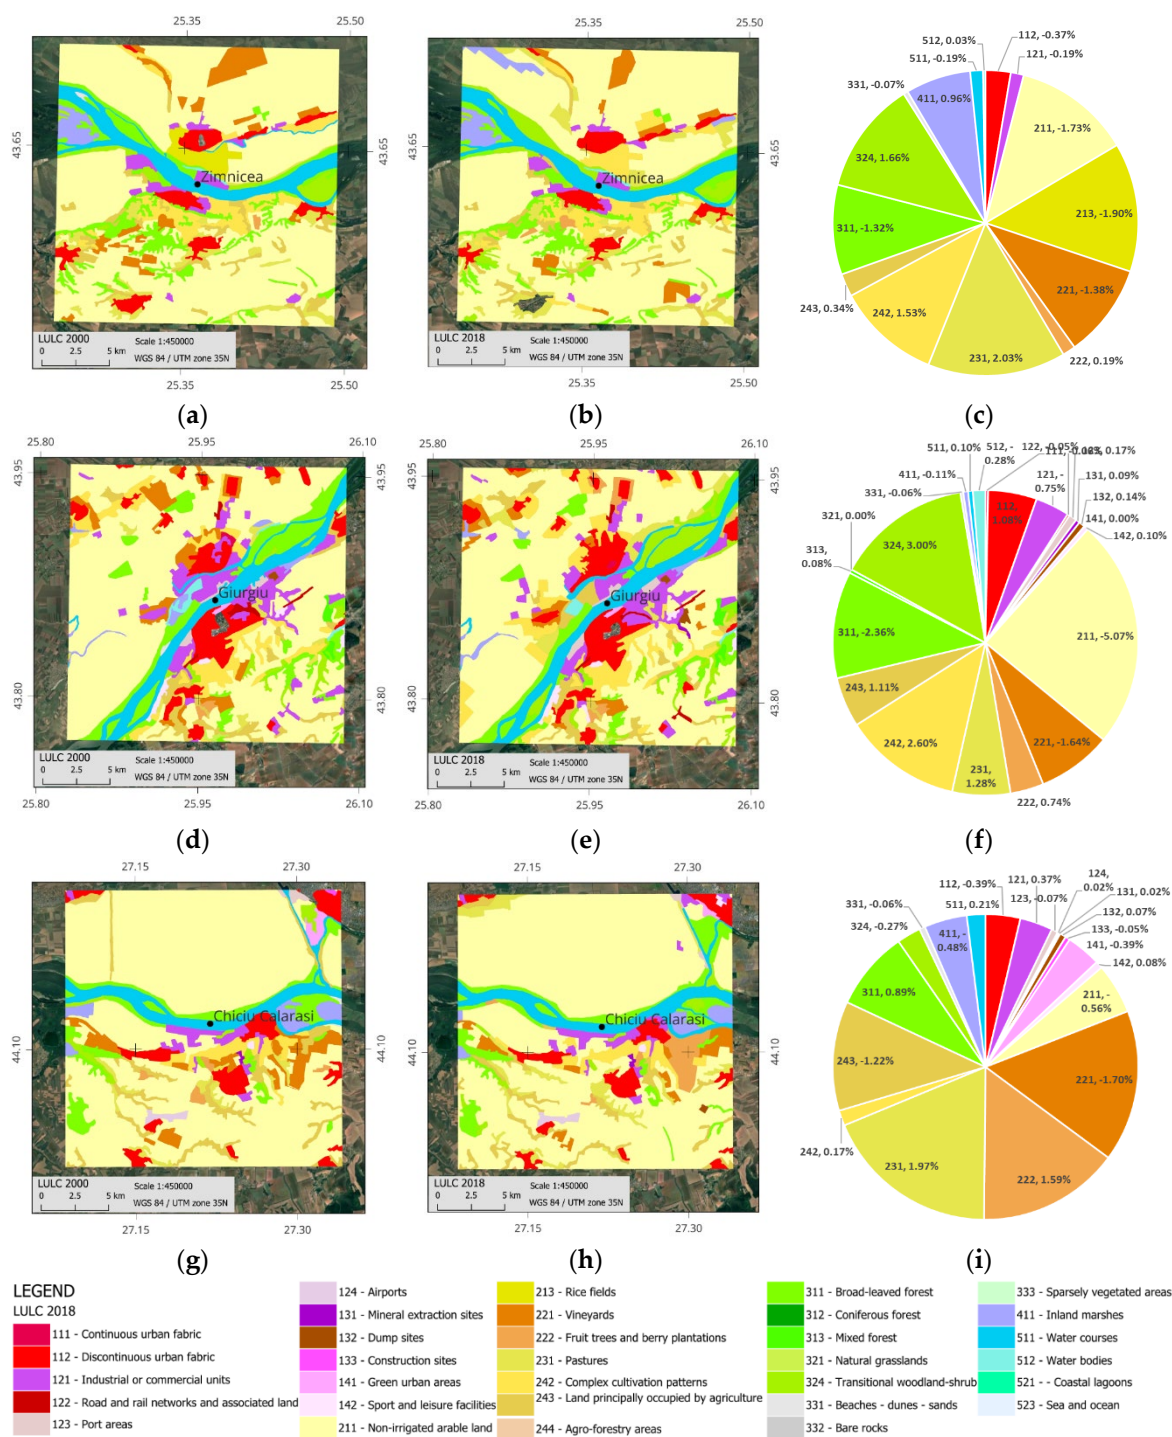 25.35
25.50
25.35
25.50
43.65
43.65
43.65
43.65
Zimnicea
Zimnicea
LULC 2000
Scale 1:450000
0 2.5 5 km
WGS 84 / UTM zone 35N
LULC 2018
Scale 1:450000
0 2.5 5 km
WGS 84 / UTM zone 35N
25.35
25.50
25.35
25.50
512, 0.03%
112, -0.37%
511, -0.19%
121, -0.19%
331, -0.07%
411, 0.96%
211, -1.73%
324, 1.66%
213, -1.90%
311, -1.32%
221, -1.38%
243, 0.34%
242, 1.53%
222, 0.19%
231, 2.03%
(a)
(b)
(c)
25.80
25.95
26.10
25.80
25.95
26.10
43.95
43.95
43.95
43.95
Giurgiu
Giurgiu
43.80
43.80
43.80
43.80
LULC 2000
Scale 1:450000
0 2.5 5 km
WGS 84 / UTM zone 35N
LULC 2018
Scale 1:450000
0 2.5 5 km
WGS 84 / UTM zone 35N
25.80
25.95
26.10
25.80
25.95
26.10
511, 0.10%
512, -
0.28%
122, -0.05%
0.17%
411, -0.11%
121, -
0.75%
131, 0.09%
331, -0.06%
132, 0.14%
321, 0.00%
141, 0.00%
142, 0.10%
324, 3.00%
313,
0.08%
311, -2.36%
211, -5.07%
243, 1.11%
242, 2.60%
221, -1.64%
231,
1.28%
222, 0.74%
(d)
(e)
(f)
27.15
27.30
27.15
27.30
Chiciu Calarasi
Chiciu Calarasi
44.10
44.10
44.10
44.10
LULC 2000
Scale 1:450000
0 2.5 5 km
WGS 84 / UTM zone 35N
LULC 2018
Scale 1:450000
0 2.5 5 km
WGS 84 / UTM zone 35N
27.15
27.30
27.15
27.30
112, -0.39%
121, 0.37%
124,
0.02%
131, 0.02%
331, -0.06%
511, 0.21%
123, -0.07%
132, 0.07%
324, -0.27%
411, -
0.48%
133, -0.05%
141, -0.39%
142, 0.08%
311, 0.89%
211, -
0.56%
243, -1.22%
221, -1.70%
242, 0.17%
231, 1.97%
222, 1.59%
(g)
(h)
(i)
LEGEND
LULC 2018
111 - Continuous urban fabric
112 - Discontinuous urban fabric
121 - Industrial or commercial units
122 - Road and rail networks and associated land
123 - Port areas
124 - Airports
131 - Mineral extraction sites
132 - Dump sites
133 - Construction sites
141 - Green urban areas
142 - Sport and leisure facilities
211 - Non-irrigated arable land
213 - Rice fields
221 - Vineyards
222 - Fruit trees and berry plantations
231 - Pastures
242 - Complex cultivation patterns
243 - Land principally occupied by agriculture
244 - Agro-forestry areas
311 - Broad-leaved forest
312 - Coniferous forest
313 - Mixed forest
321 - Natural grasslands
324 - Transitional woodland-shrub
331 - Beaches - dunes - sands
332 - Bare rocks
333 - Sparsely vegetated areas
411 - Inland marshes
511 - Water courses
512 - Water bodies
521 - - Coastal lagoons
523 - Sea and ocean